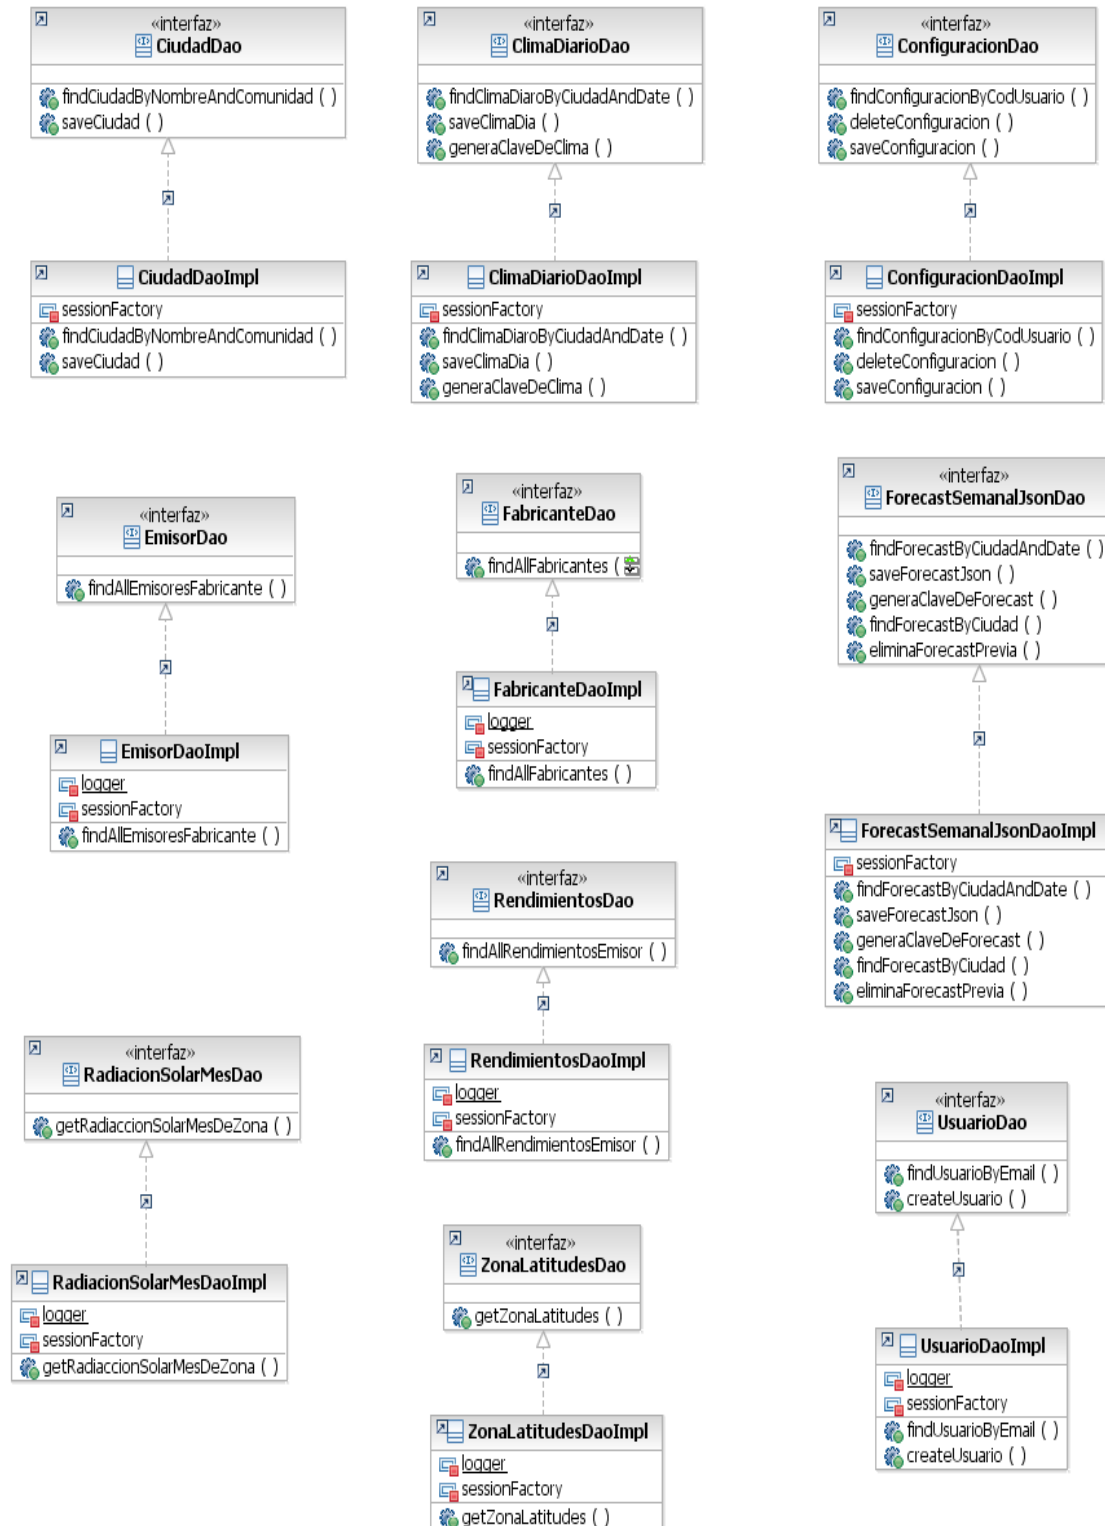 «interfaz»
CiudadDao
findCiudadByNombreAndComunidad ( )
saveCiudad ( )
CiudadDaoImpl
sessionFactory
findCiudadByNombreAndComunidad ( )
saveCiudad ( )
«interfaz»
ClimaDiarioDao
findClimaDiaroByCiudadAndDate ( )
saveClimaDia ( )
generaClaveDeClima ( )
ClimaDiarioDaoImpl
sessionFactory
findClimaDiaroByCiudadAndDate ( )
saveClimaDia ( )
generaClaveDeClima ( )
«interfaz»
ConfiguracionDao
findConfiguracionByCodUsuario ( )
deleteConfiguracion ( )
saveConfiguracion ( )
ConfiguracionDaoImpl
sessionFactory
findConfiguracionByCodUsuario ( )
deleteConfiguracion ( )
saveConfiguracion ( )
«interfaz»
EmisorDao
findAllEmisoresFabricante ( )
EmisorDaoImpl
logger
sessionFactory
findAllEmisoresFabricante ( )
«interfaz»
FabricanteDao
findAllFabricantes (
FabricanteDaoImpl
logger
sessionFactory
findAllFabricantes ( )
«interfaz»
ForecastSemanalJsonDao
findForecastByCiudadAndDate ( )
saveForecastJson ( )
generaClaveDeForecast ( )
findForecastByCiudad ( )
eliminaForecastPrevia ( )
ForecastSemanalJsonDaoImpl
sessionFactory
findForecastByCiudadAndDate ( )
saveForecastJson ( )
generaClaveDeForecast ( )
findForecastByCiudad ( )
eliminaForecastPrevia ( )
«interfaz»
RendimientosDao
findAllRendimientosEmisor ( )
RendimientosDaoImpl
logger
sessionFactory
findAllRendimientosEmisor ( )
«interfaz»
RadiacionSolarMesDao
getRadiaccionSolarMesDeZona ( )
RadiacionSolarMesDaoImpl
logger
sessionFactory
getRadiaccionSolarMesDeZona ( )
«interfaz»
ZonaLatitudesDao
getZonaLatitudes ( )
ZonaLatitudesDaoImpl
logger
sessionFactory
getZonaLatitudes ( )
«interfaz»
UsuarioDao
findUsuarioByEmail ( )
createUsuario ( )
UsuarioDaoImpl
logger
sessionFactory
findUsuarioByEmail ( )
createUsuario ( )